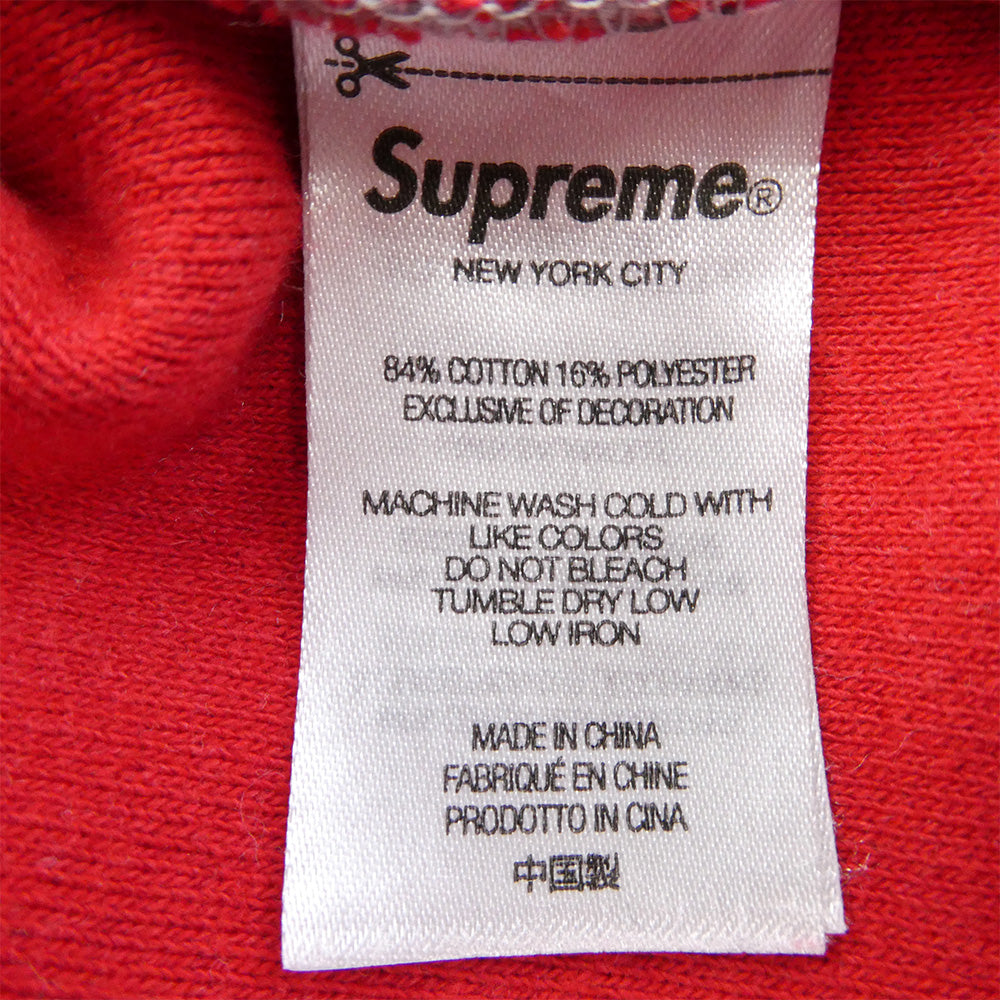 Supreme®
NEW YORK CITY
84% COTTON 16% POLYESTER
EXCLUSIVE OF DECORATION
MACHINE WASH COLD WITH
LIKE COLORS
DO NOT BLEACH
TUMBLE DRY LOW
LOW IRON
MADE IN CHINA
FABRIQUÉ EN CHINE
PRODOTTO IN CINA
中国製